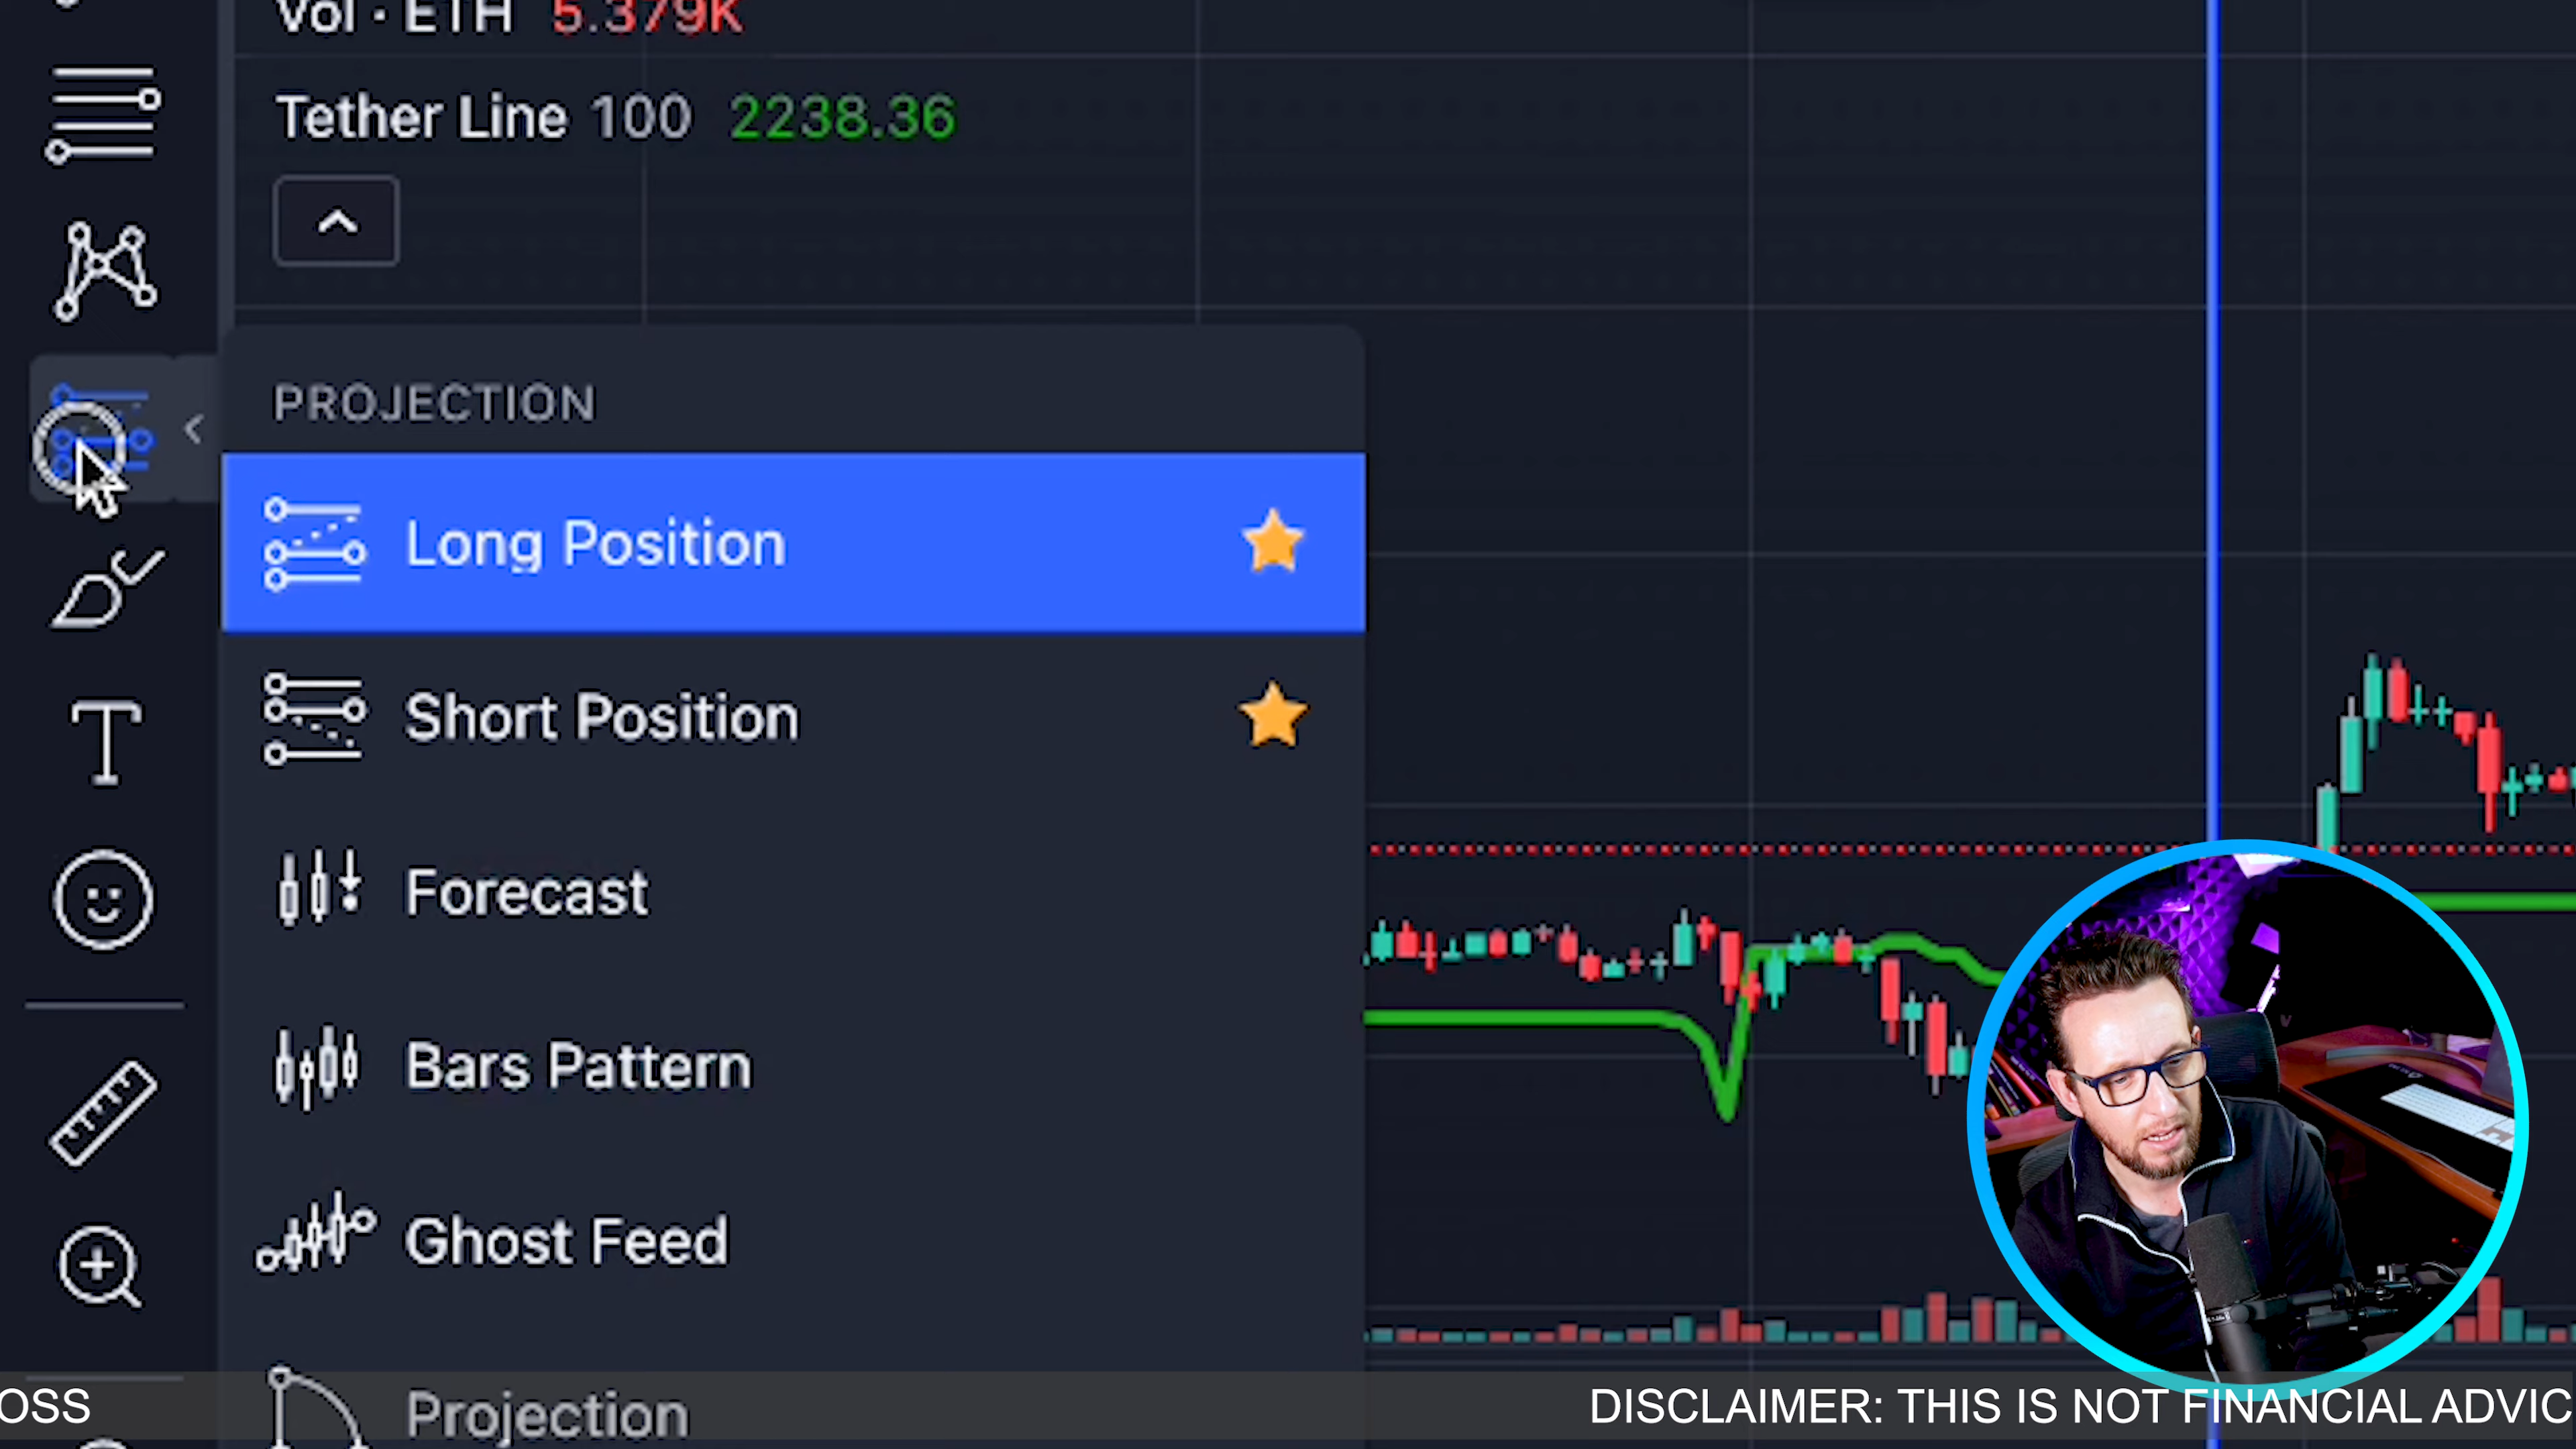 Vol · ETH 5.379K
Tether Line 100 2238.36
PROJECTION
Long Position
Short Position
Forecast
Bars Pattern
Ghost Feed
Projection
OSS DISCLAIMER: THIS IS NOT FINANCIAL ADVIC